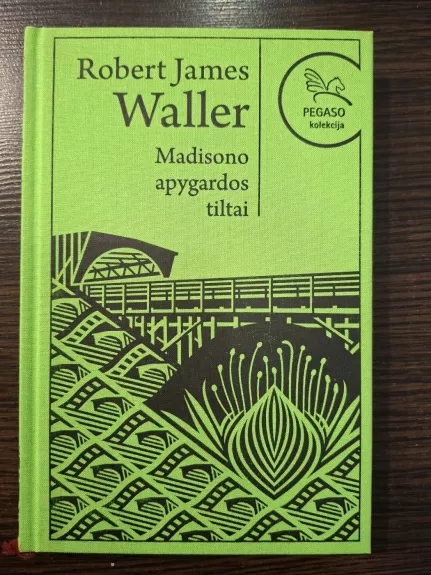 Robert James
Waller
Madisono
apygardos
tiltai
PEGASO
kolekcija